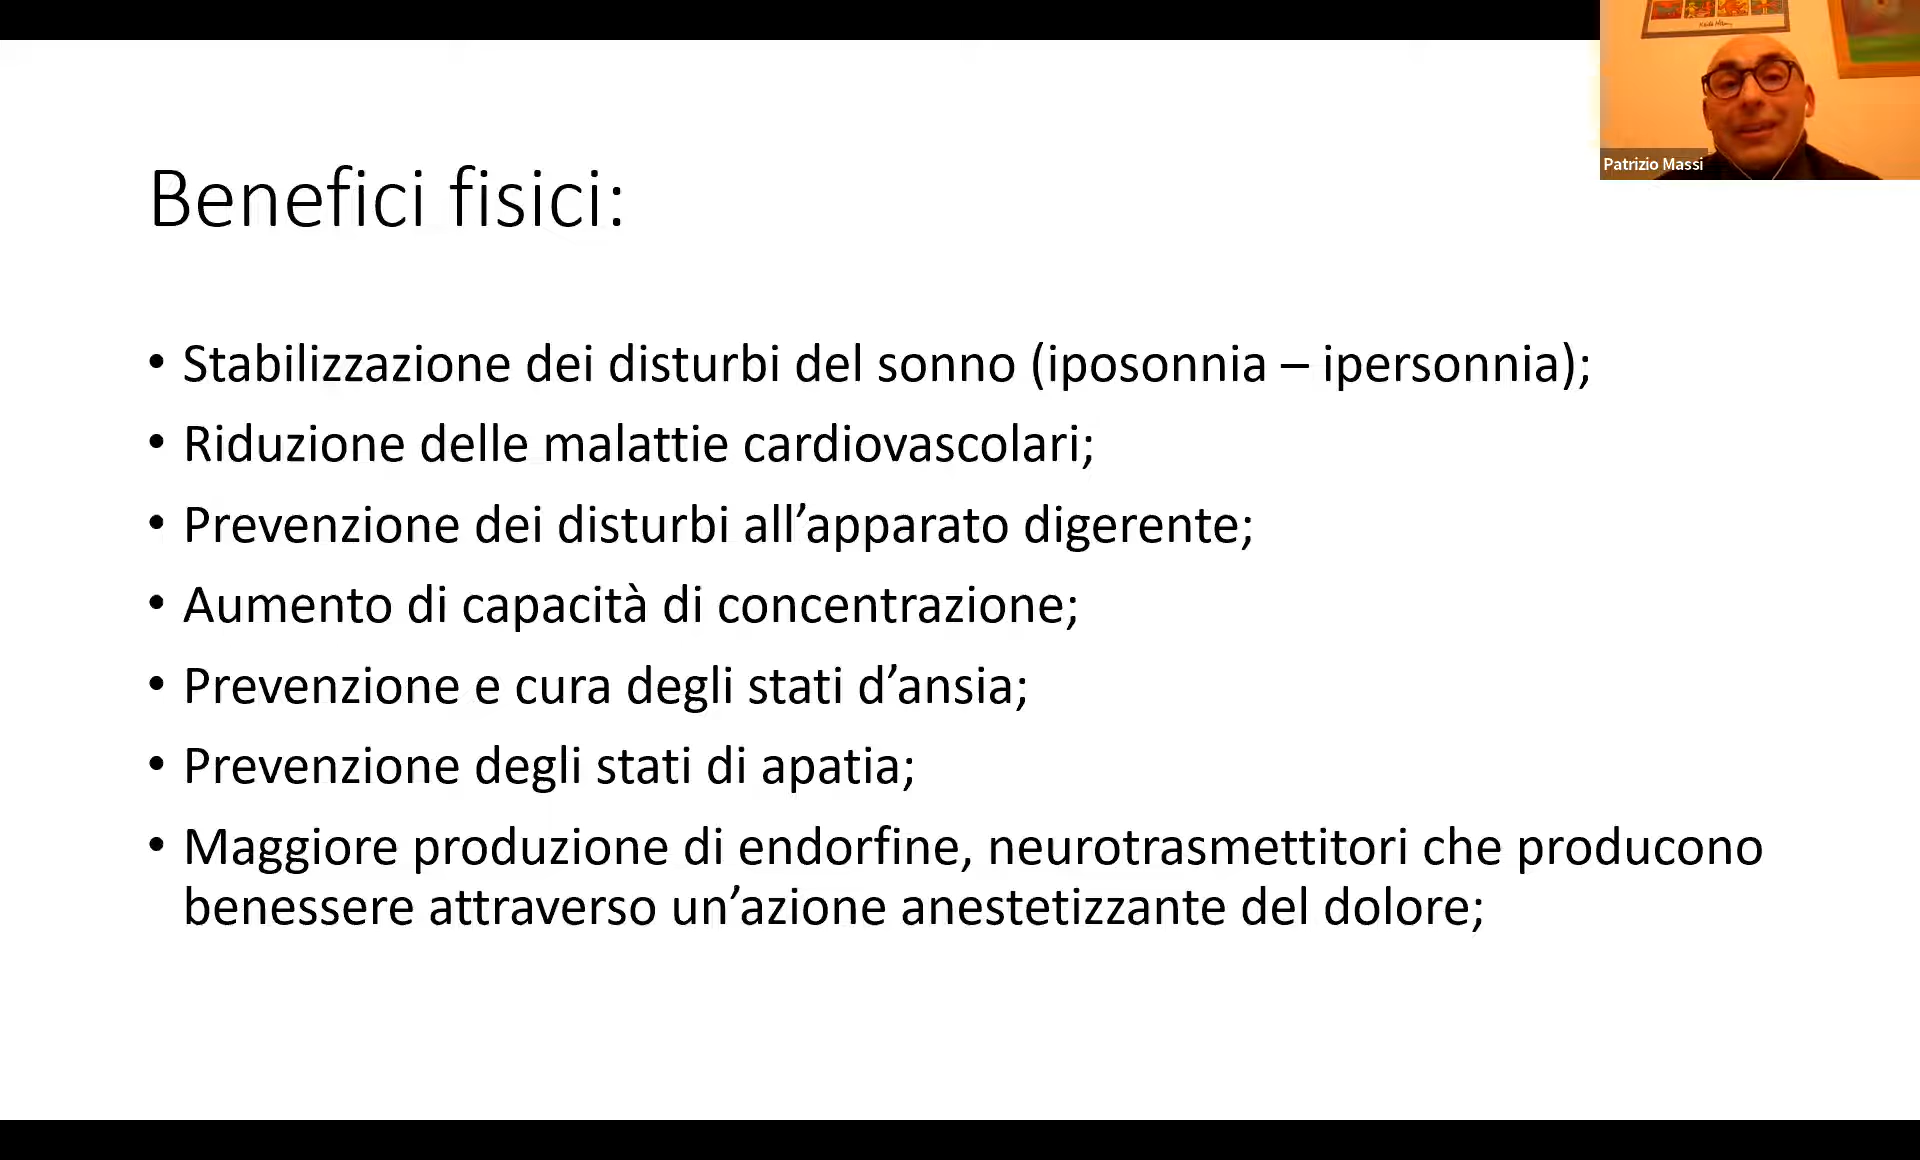 Benefici fisici:
• Stabilizzazione dei disturbi del sonno (iposonnia – ipersonnia);
• Riduzione delle malattie cardiovascolari;
• Prevenzione dei disturbi all’apparato digerente;
• Aumento di capacità di concentrazione;
• Prevenzione e cura degli stati d’ansia;
• Prevenzione degli stati di apatia;
• Maggiore produzione di endorfine, neurotrasmettitori che producono
benessere attraverso un’azione anestetizzante del dolore;
Patrizio Massi